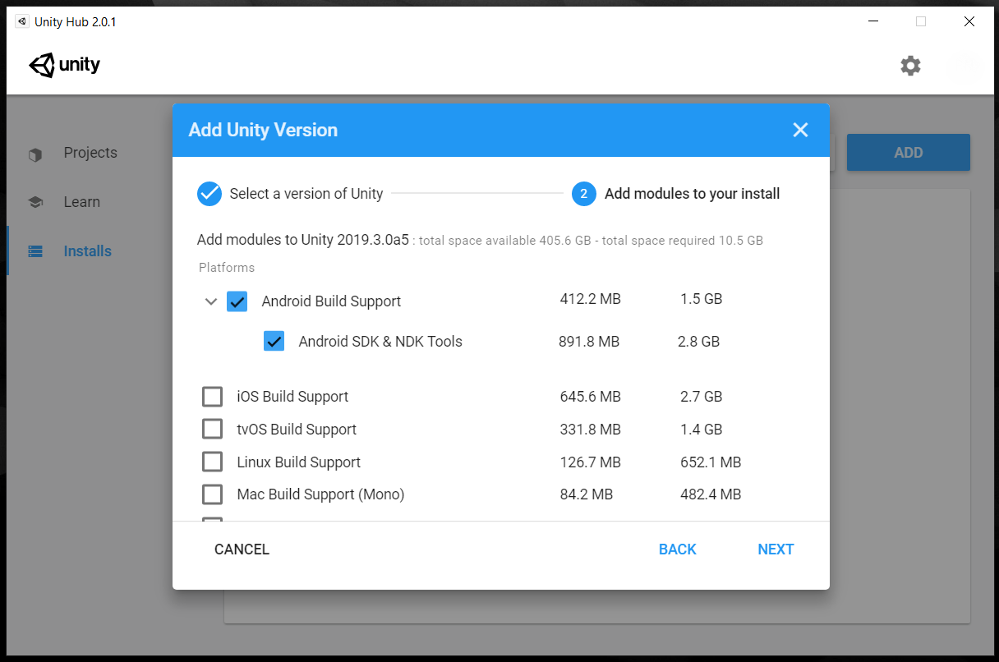 Unity Hub 2.0.1
unity
Add Unity Version
Projects
ADD
Select a version of Unity
2
Add modules to your install
Learn
Add modules to Unity 2019.3.0a5 : total space available 405.6 GB - total space required 10.5 GB
Installs
Platforms
Android Build Support 412.2 MB 1.5 GB
Android SDK & NDK Tools 891.8 MB 2.8 GB
iOS Build Support 645.6 MB 2.7 GB
tvOS Build Support 331.8 MB 1.4 GB
Linux Build Support 126.7 MB 652.1 MB
Mac Build Support (Mono) 84.2 MB 482.4 MB
CANCEL BACK NEXT